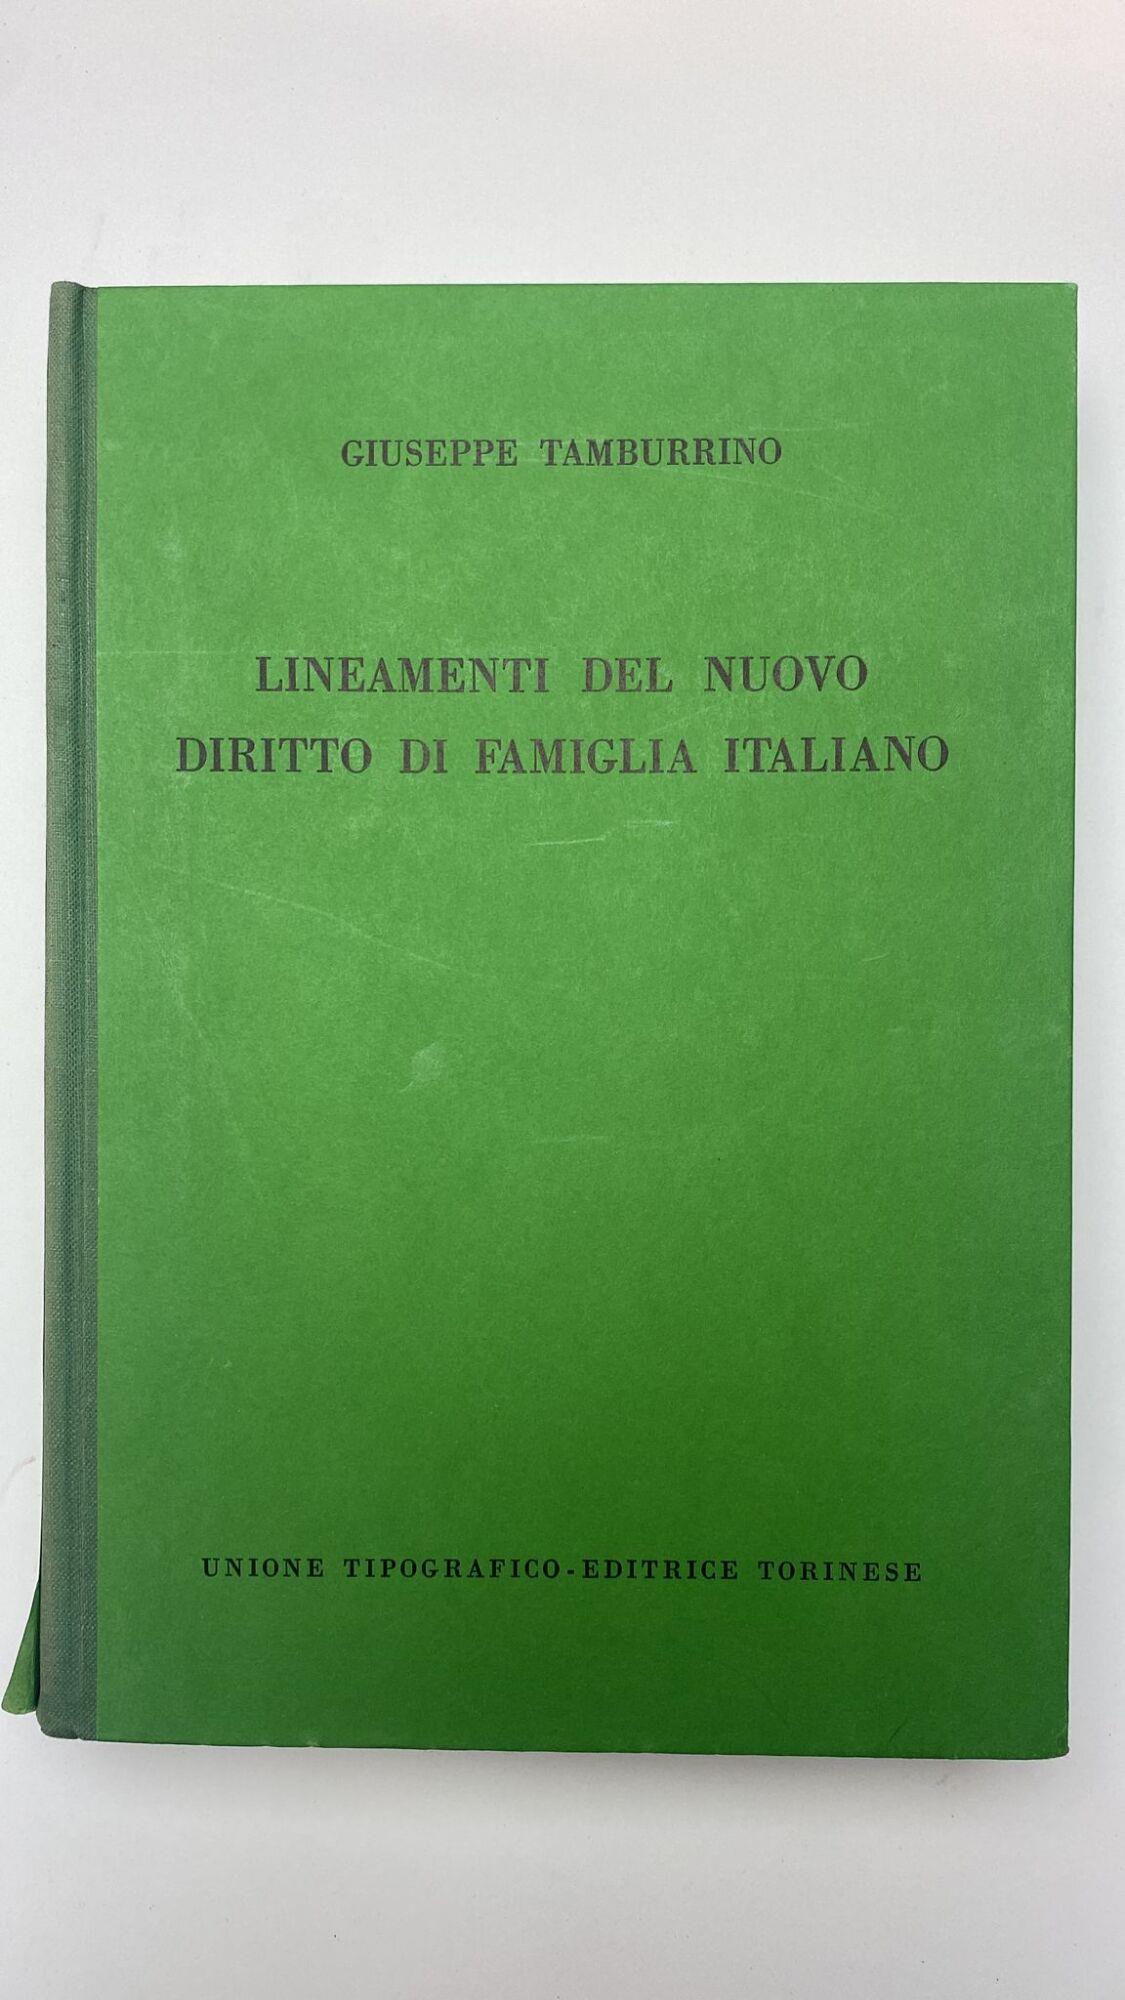 GIUSEPPE TAMBURRINO
LINEAMENTI DEL NUOVO
DIRITTO DI FAMIGLIA ITALIANO
UNIONE TIPOGRAFICO-EDITRICE TORINESE